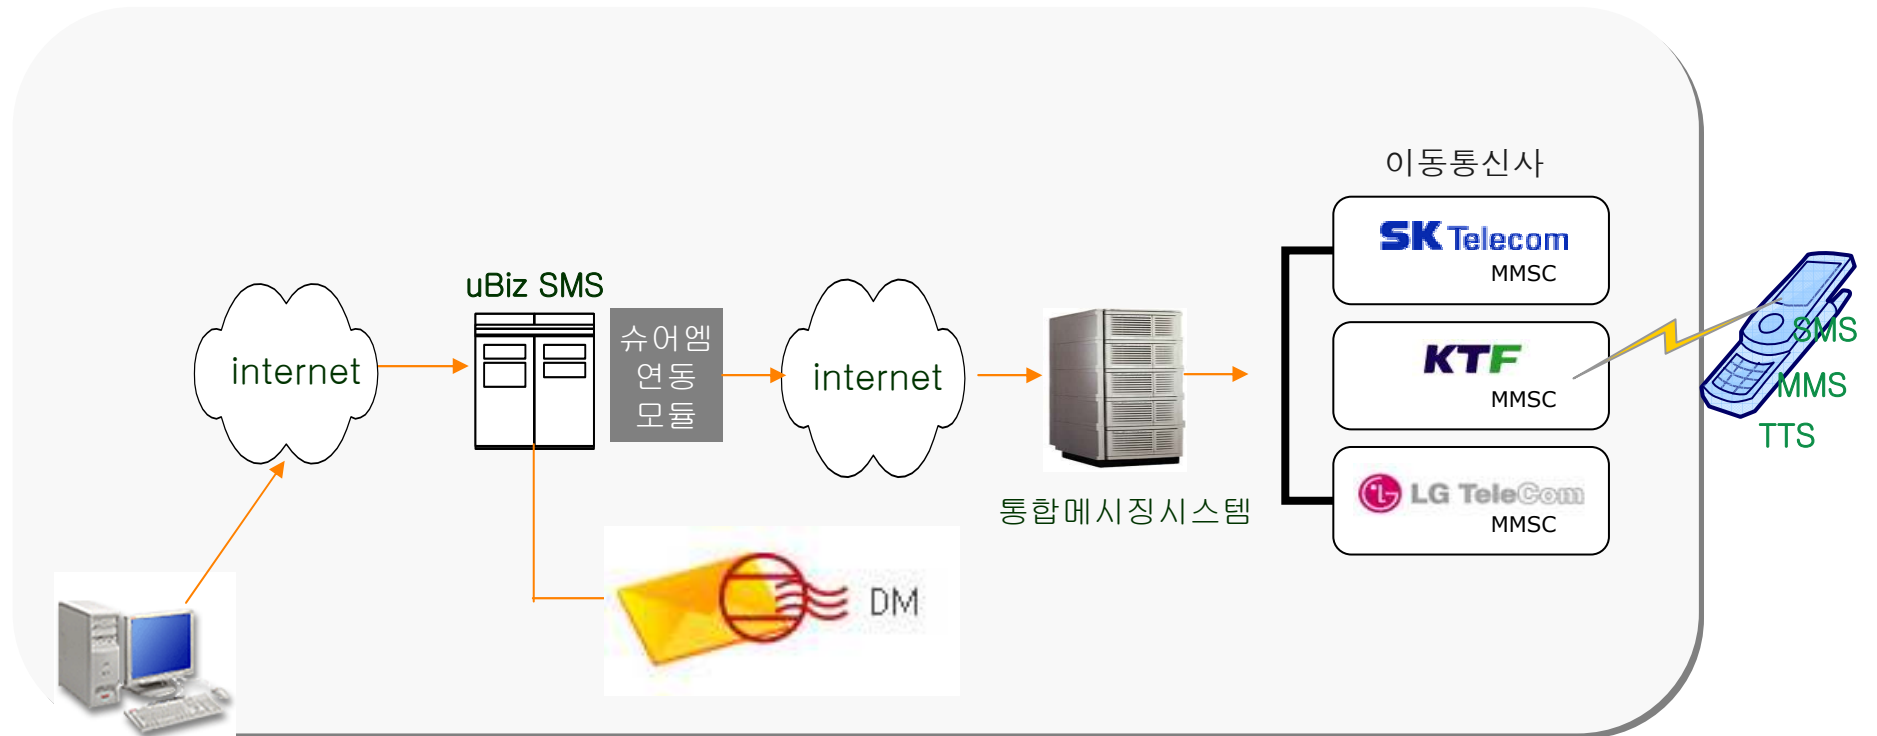 이동통신사
SK Telecom
MMSC
uBiz SMS
슈어엠
연동
모듈
internet
internet
KTF
MMSC
SMS
MMS
TTS
LG TeleCom
MMSC
통합메시징시스템
DM